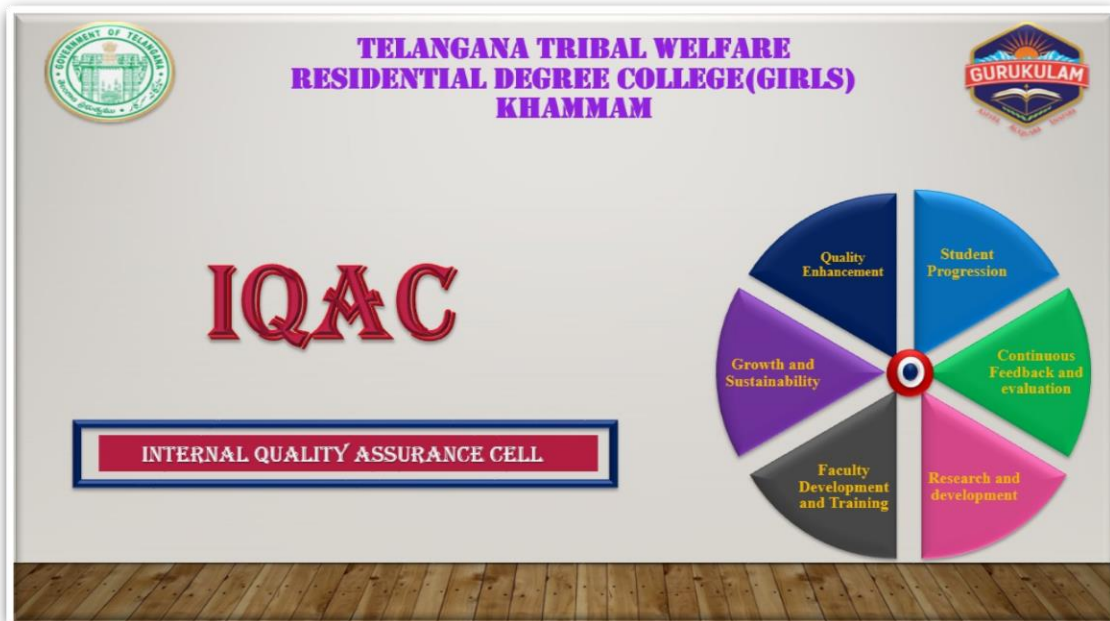 GOVERNMENT OF TELANGANA
TELANGANA TRIBAL WELFARE
RESIDENTIAL DEGREE COLLEGE(GIRLS)
KHAMMAM
GURUKULAM
IQAC
INTERNAL QUALITY ASSURANCE CELL
Quality
Enhancement
Student
Progression
Continuous
Feedback and
evaluation
Research and
development
Faculty
Development
and Training
Growth and
Sustainability